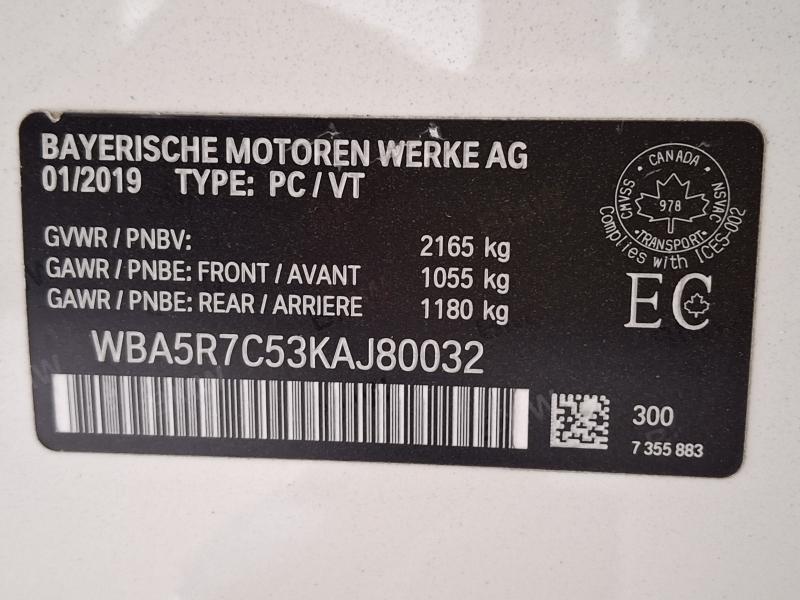 BAYERISCHE MOTOREN WERKE AG
01/2019 TYPE: PC / VT
GVWR / PNBV: 2165 kg
GAWR / PNBE: FRONT / AVANT 1055 kg
GAWR / PNBE: REAR / ARRIERE 1180 kg
WBA5R7C53KAJ80032
CANADA
CMVSS
978
NSVAC
TRANSPORT
Complies with ICES-002
EC
300
7 355 883